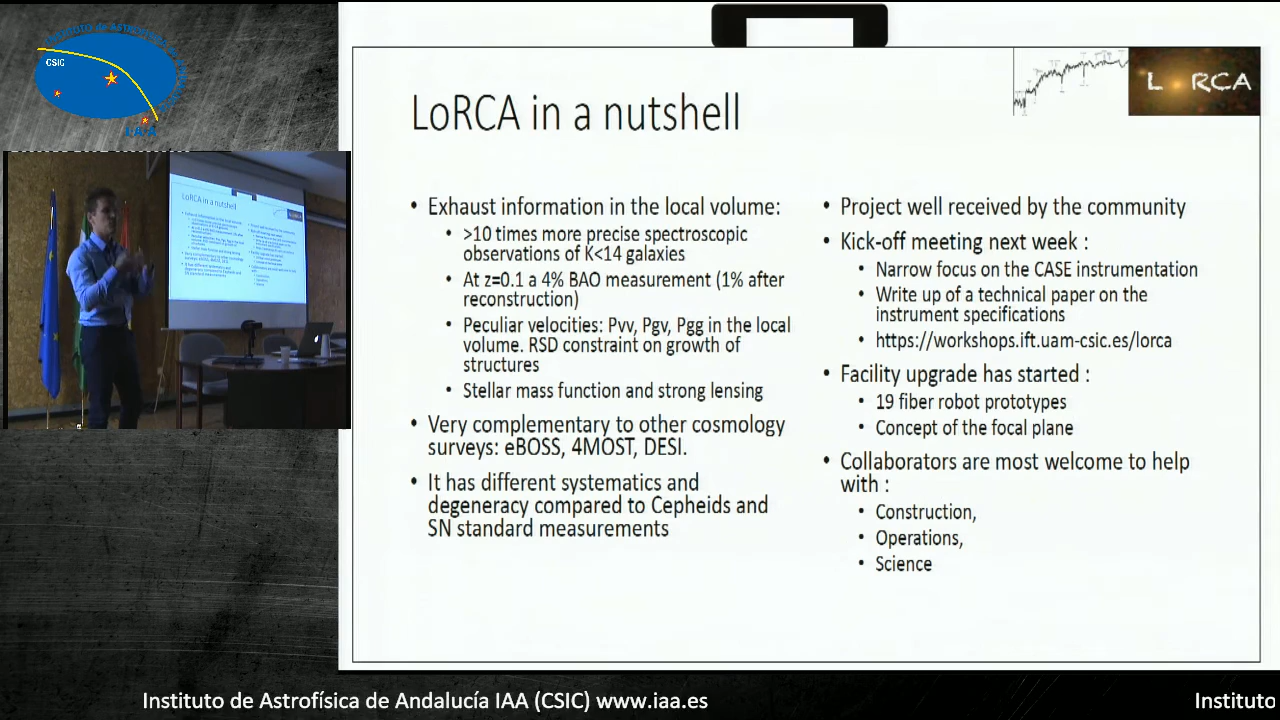 INSTITUTO DE ASTROFÍSICA DE
CSIC
I.A.A
L RCA
LoRCA in a nutshell
• Exhaust information in the local volume:
• >10 times more precise spectroscopic
observations of K<14 galaxies
• At z=0.1 a 4% BAO measurement (1% after
reconstruction)
• Peculiar velocities: Pvv, Pgv, Pgg in the local
volume. RSD constraint on growth of
structures
• Stellar mass function and strong lensing
• Very complementary to other cosmology
surveys: eBOSS, 4MOST, DESI.
• It has different systematics and
degeneracy compared to Cepheids and
SN standard measurements
• Project well received by the community
• Kick-off meeting next week :
• Narrow focus on the CASE instrumentation
• Write up of a technical paper on the
instrument specifications
• https://workshops.ift.uam-csic.es/lorca
• Facility upgrade has started :
• 19 fiber robot prototypes
• Concept of the focal plane
• Collaborators are most welcome to help
with :
• Construction,
• Operations,
• Science
LoRCA in a nutshell
Instituto de Astrofísica de Andalucía IAA (CSIC) www.iaa.es
Instituto